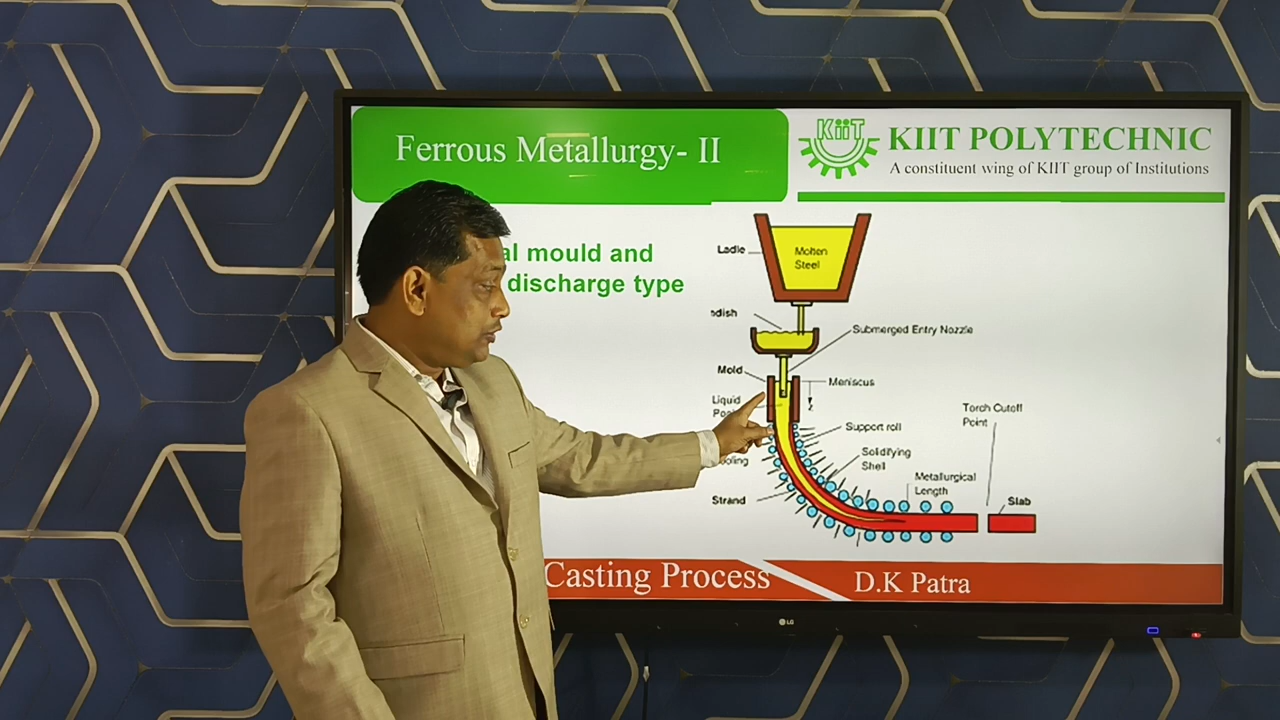 Ferrous Metallurgy- II
KiiT
KIIT POLYTECHNIC
A constituent wing of KIIT group of Institutions
mould and
discharge type
Ladle
Molten
Steel
Submerged Entry Nozzle
Mold
Meniscus
z
Liquid
Torch Cutoff
Point
Support roll
Solidifying
Shell
Metallurgical
Length
Strand
Slab
Casting Process
D.K Patra
LG